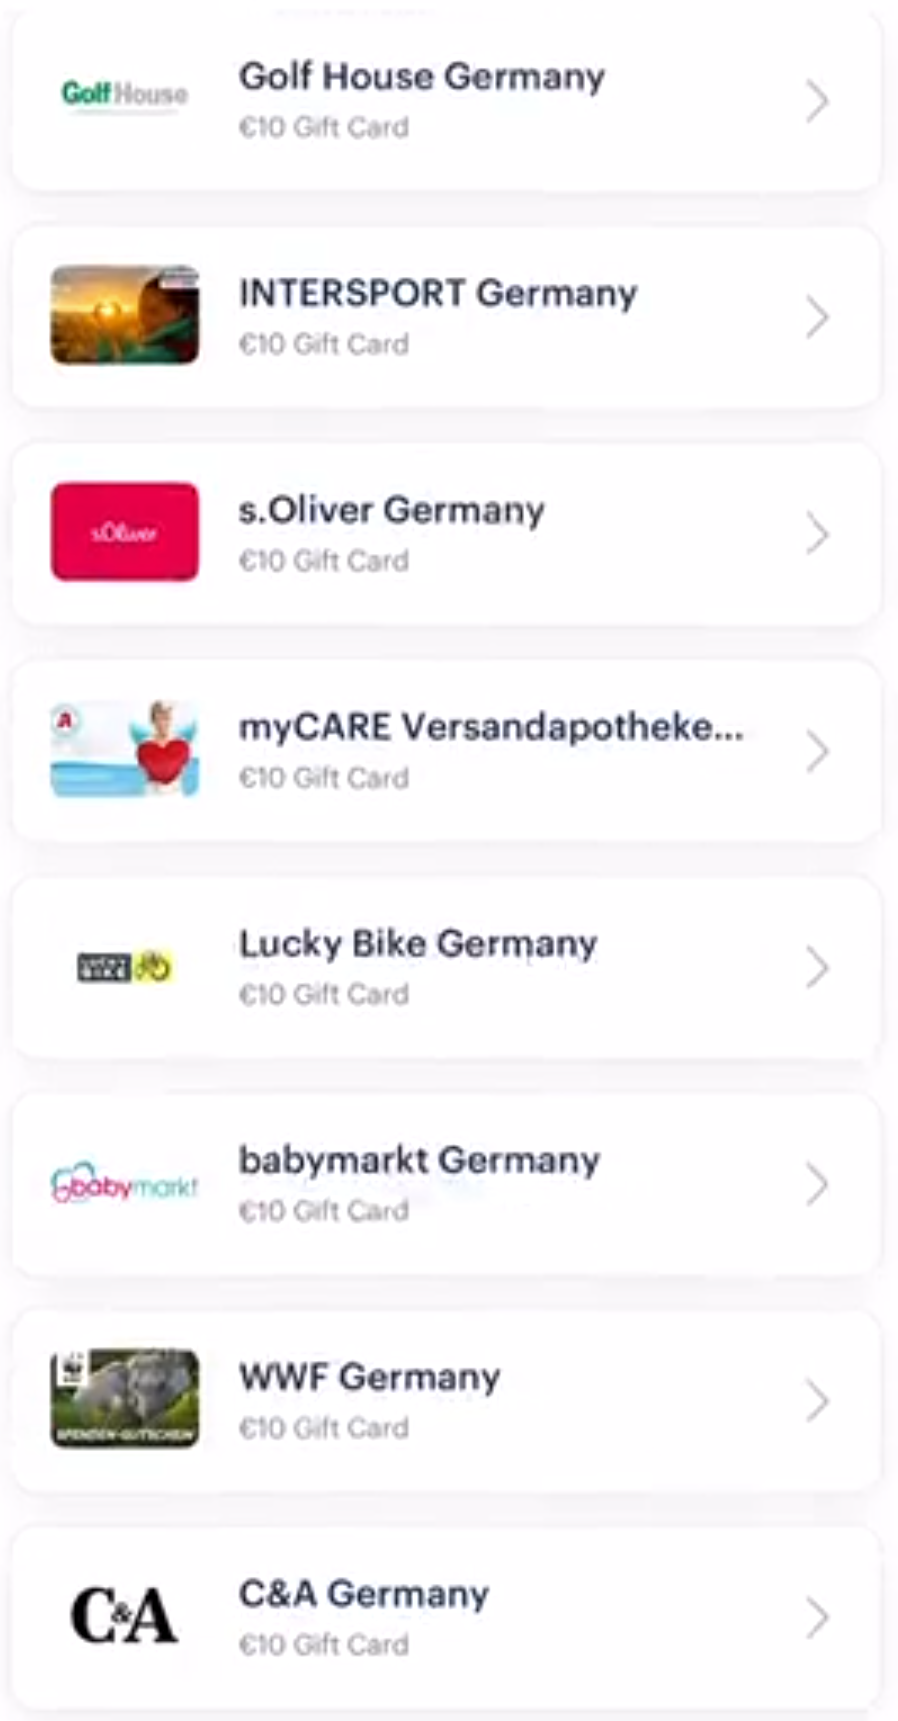 GolfHouse
Golf House Germany
€10 Gift Card
INTERSPORT Germany
€10 Gift Card
s.Oliver
s.Oliver Germany
€10 Gift Card
A
myCARE Versandapotheke...
€10 Gift Card
LUCKY
BIKE
Lucky Bike Germany
€10 Gift Card
babymarkt
babymarkt Germany
€10 Gift Card
SPENDEN-GUTSCHEIN
WWF Germany
€10 Gift Card
C&A
C&A Germany
€10 Gift Card